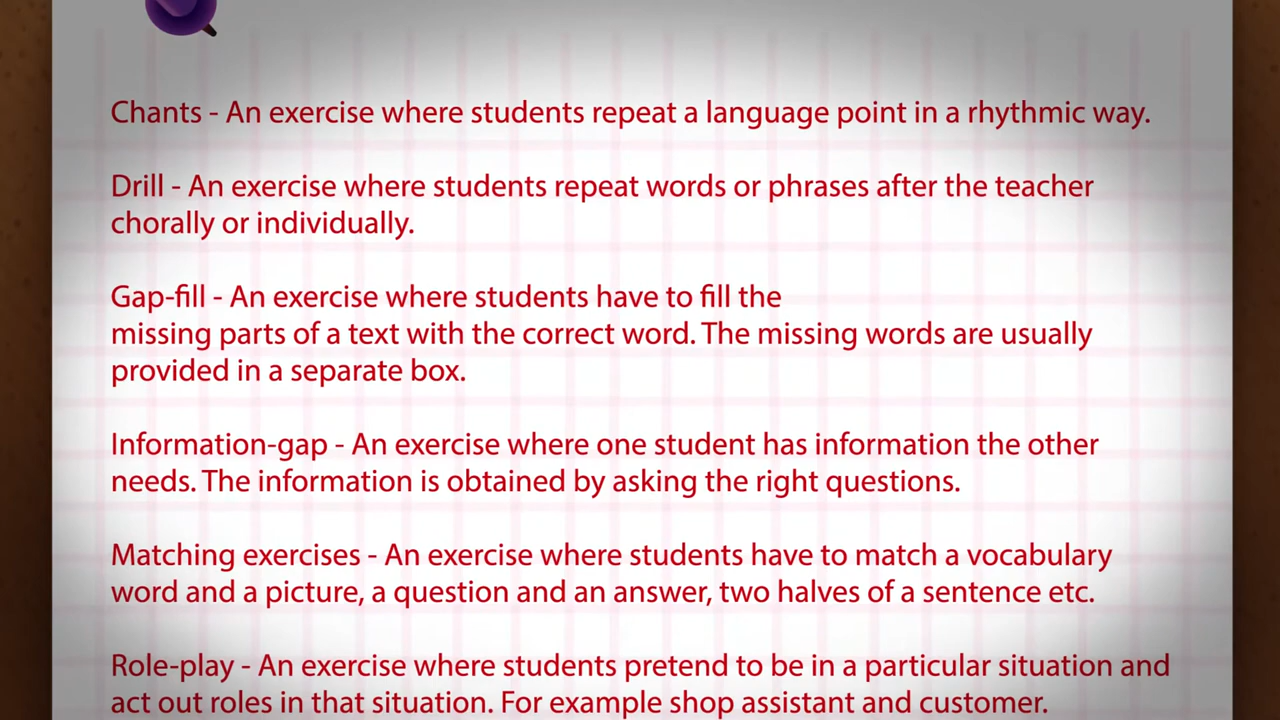 Chants - An exercise where students repeat a language point in a rhythmic way.
Drill - An exercise where students repeat words or phrases after the teacher
chorally or individually.
Gap-fill - An exercise where students have to fill the
missing parts of a text with the correct word. The missing words are usually
provided in a separate box.
Information-gap - An exercise where one student has information the other
needs. The information is obtained by asking the right questions.
Matching exercises - An exercise where students have to match a vocabulary
word and a picture, a question and an answer, two halves of a sentence etc.
Role-play - An exercise where students pretend to be in a particular situation and
act out roles in that situation. For example shop assistant and customer.